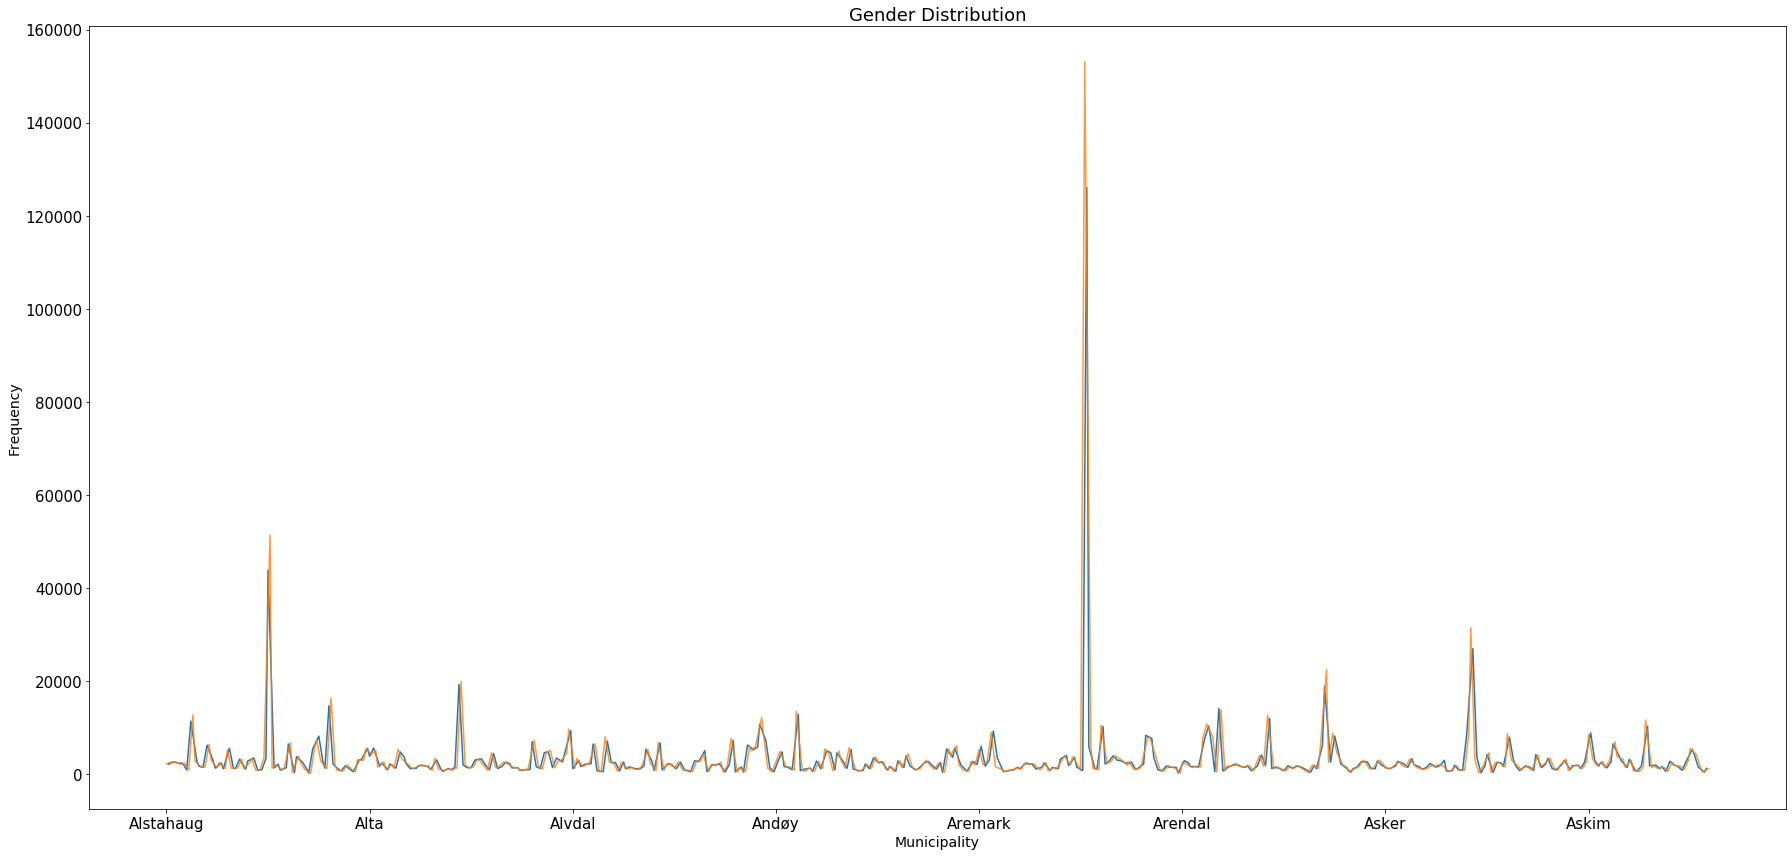 Gender Distribution
160000
140000
120000
100000
80000
60000
40000
20000
0
Frequency
Alstahaug Alta Alvdal Andøy Aremark Arendal Asker Askim
Municipality